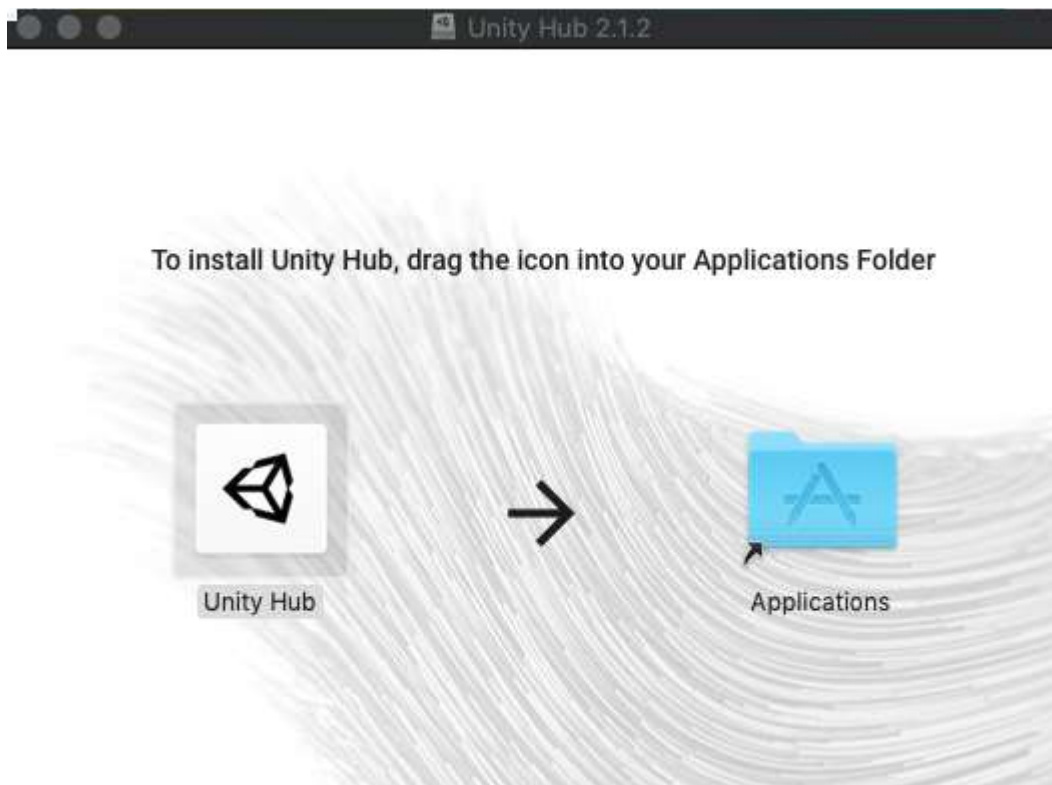 Unity Hub 2.1.2
To install Unity Hub, drag the icon into your Applications Folder
Unity Hub
Applications